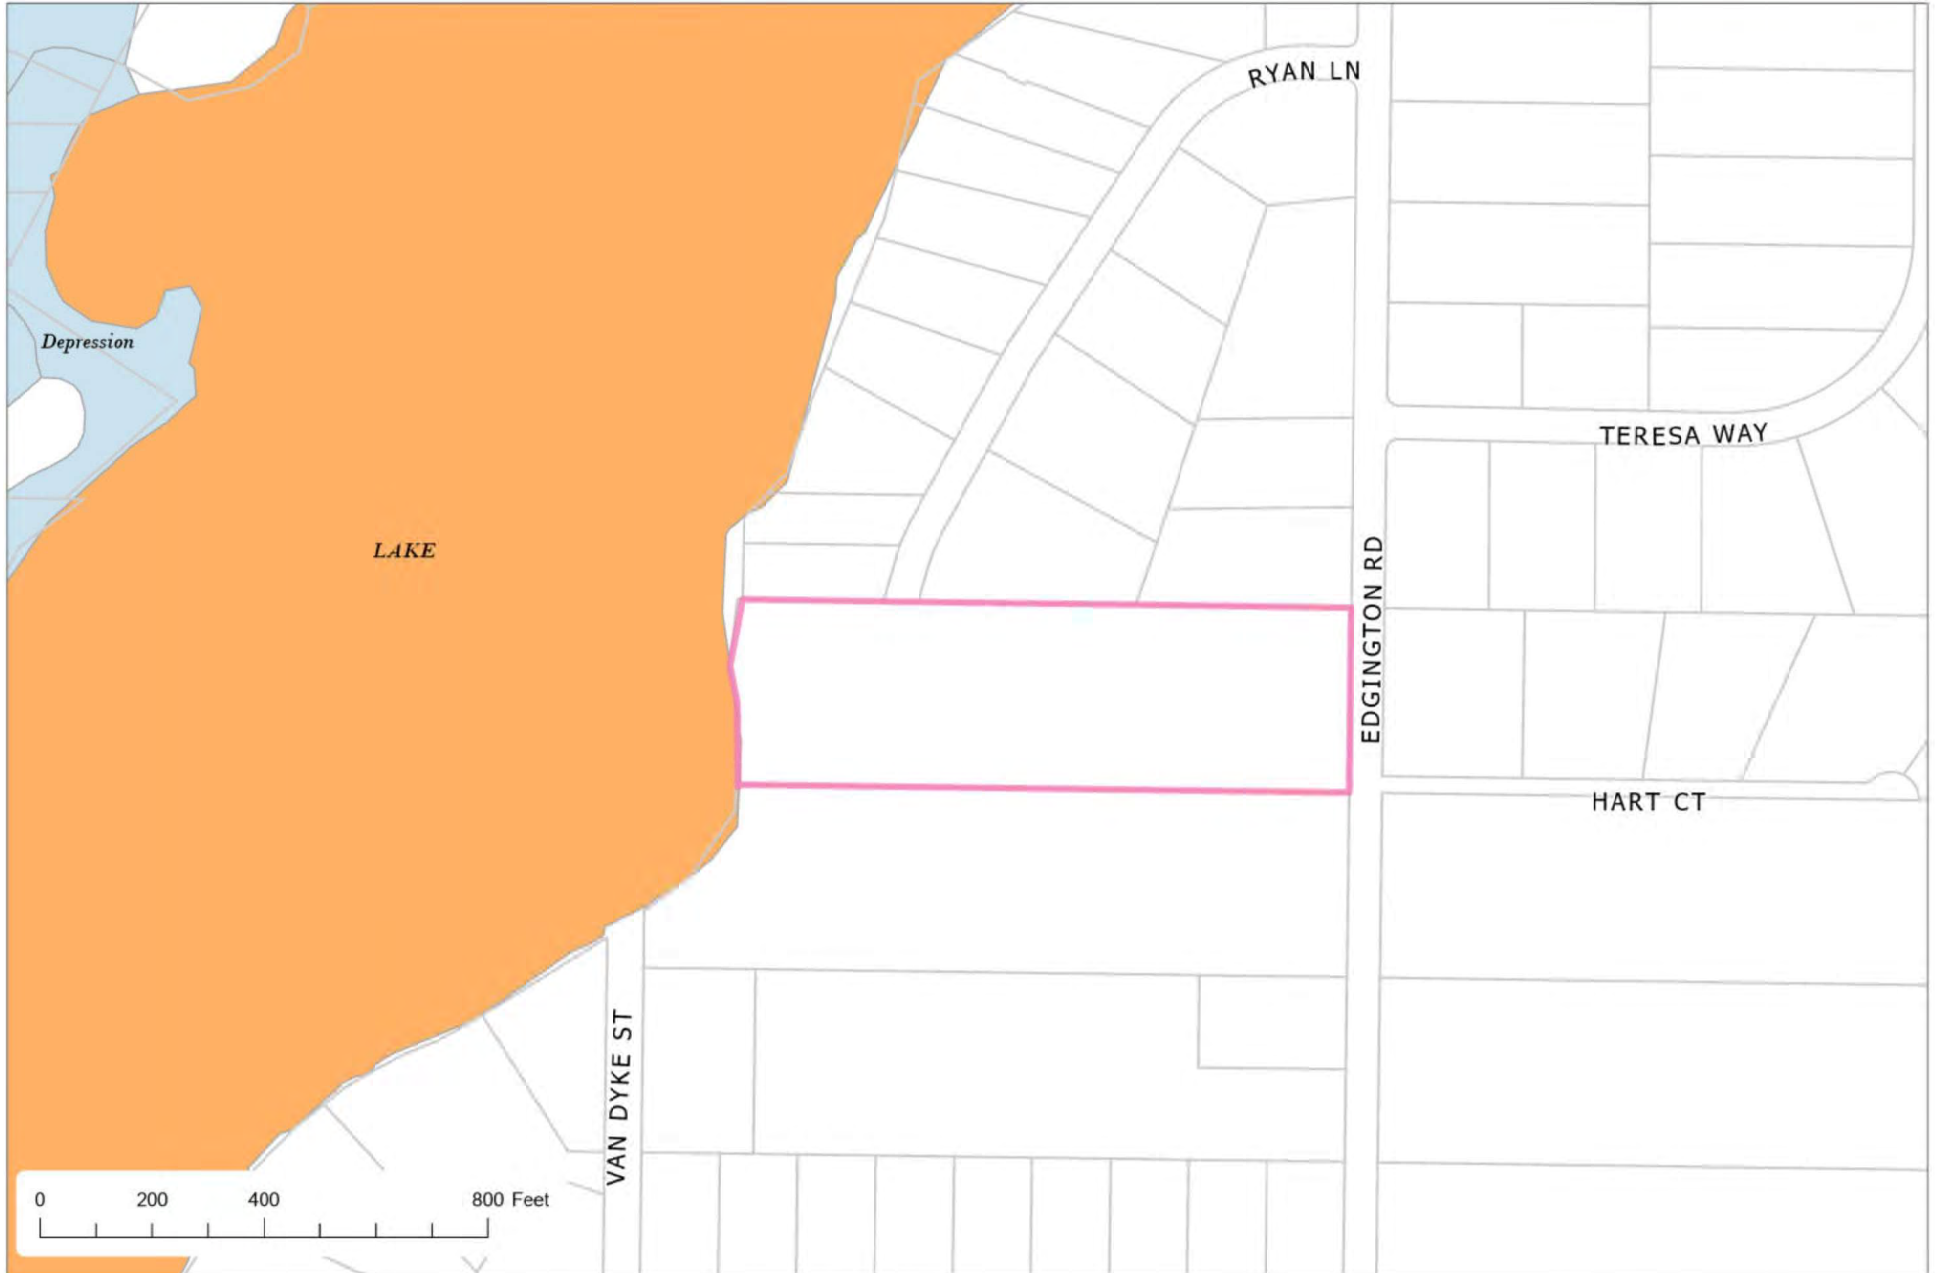 RYAN LN
Depression
TERESA WAY
LAKE
EDGINGTON RD
HART CT
VAN DYKE ST
0 200 400 800 Feet